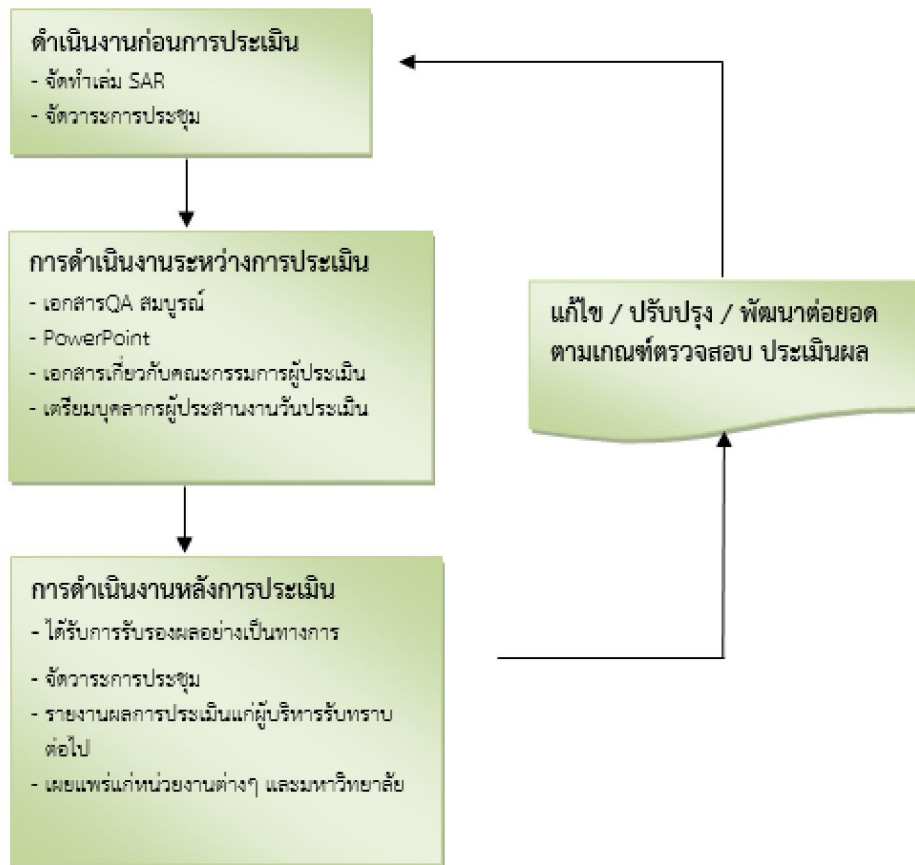 ดำเนินงานก่อนการประเมิน
- จัดทำเล่ม SAR
- จัดวาระการประชุม
การดำเนินงานระหว่างการประเมิน
- เอกสารQA สมบูรณ์
- PowerPoint
- เอกสารเกี่ยวกับคณะกรรมการผู้ประเมิน
- เตรียมบุคลากรผู้ประสานงานวันประเมิน
การดำเนินงานหลังการประเมิน
- ได้รับการรับรองผลอย่างเป็นทางการ
- จัดวาระการประชุม
- รายงานผลการประเมินแก่ผู้บริหารรับทราบ
ต่อไป
- เผยแพร่แก่หน่วยงานต่างๆ และมหาวิทยาลัย
แก้ไข / ปรับปรุง / พัฒนาต่อยอด
ตามเกณฑ์ตรวจสอบ ประเมินผล